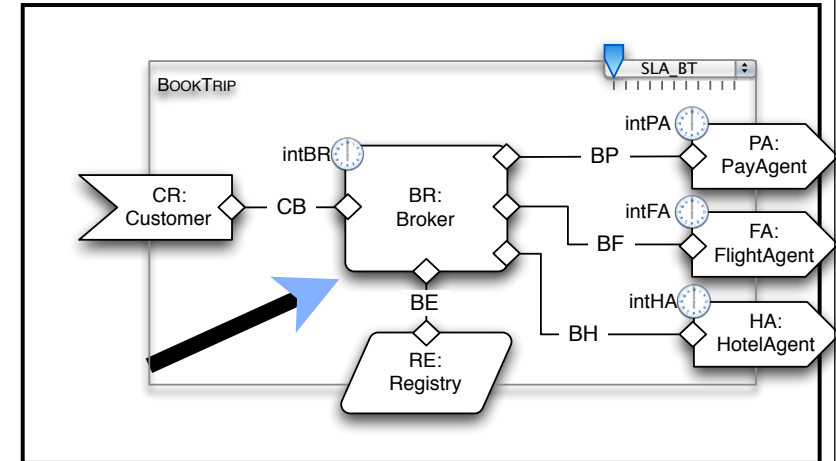 SLA_BT
BOOKTRIP
intPA
PA:
PayAgent
intBR
BP
CR:
Customer
CB
BR:
Broker
intFA
FA:
FlightAgent
BF
BE
intHA
HA:
HotelAgent
BH
RE:
Registry